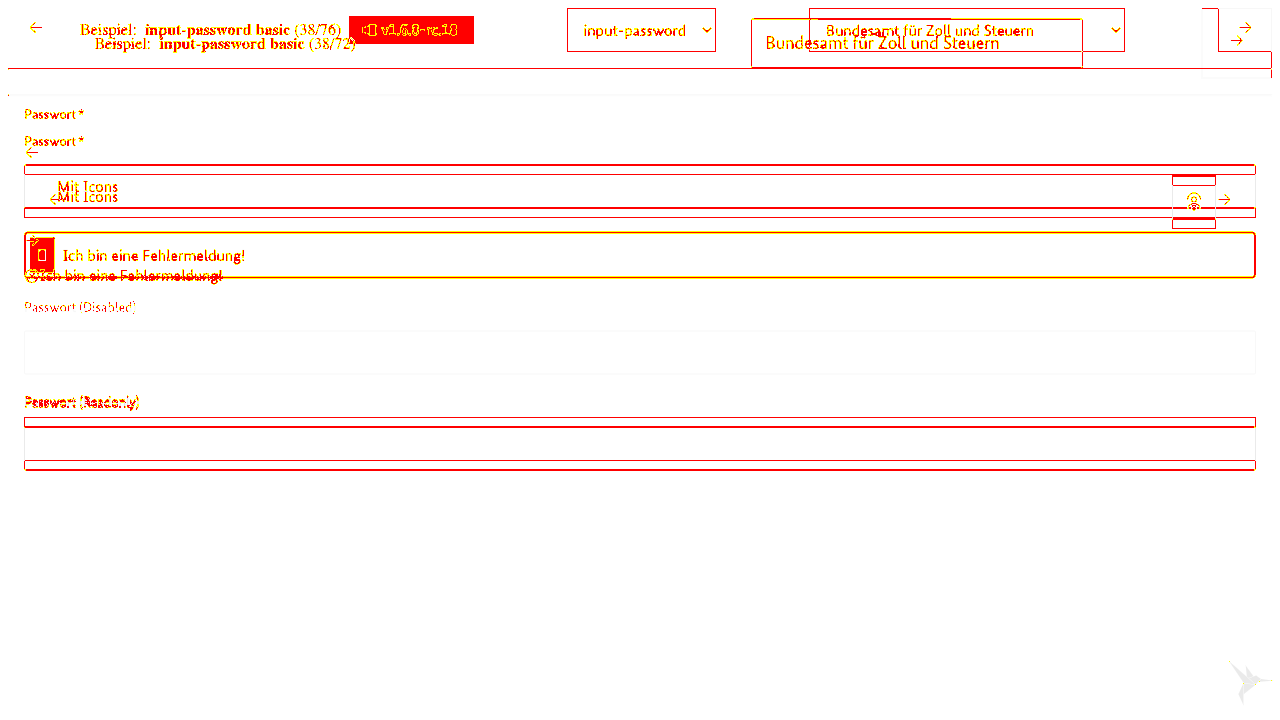 Beispiel: input-password basic (38/76) v1.6.0-rc.18 input-password Bundesamt für Zoll und Steuern
Beispiel: input-password basic (38/72) Bundesamt für Zoll und Steuern
Passwort *
Passwort *
Mit Icons
Mit Icons
Ich bin eine Fehlermeldung!
Ich bin eine Fehlermeldung!
Passwort (Disabled)
Passwort (Readonly)